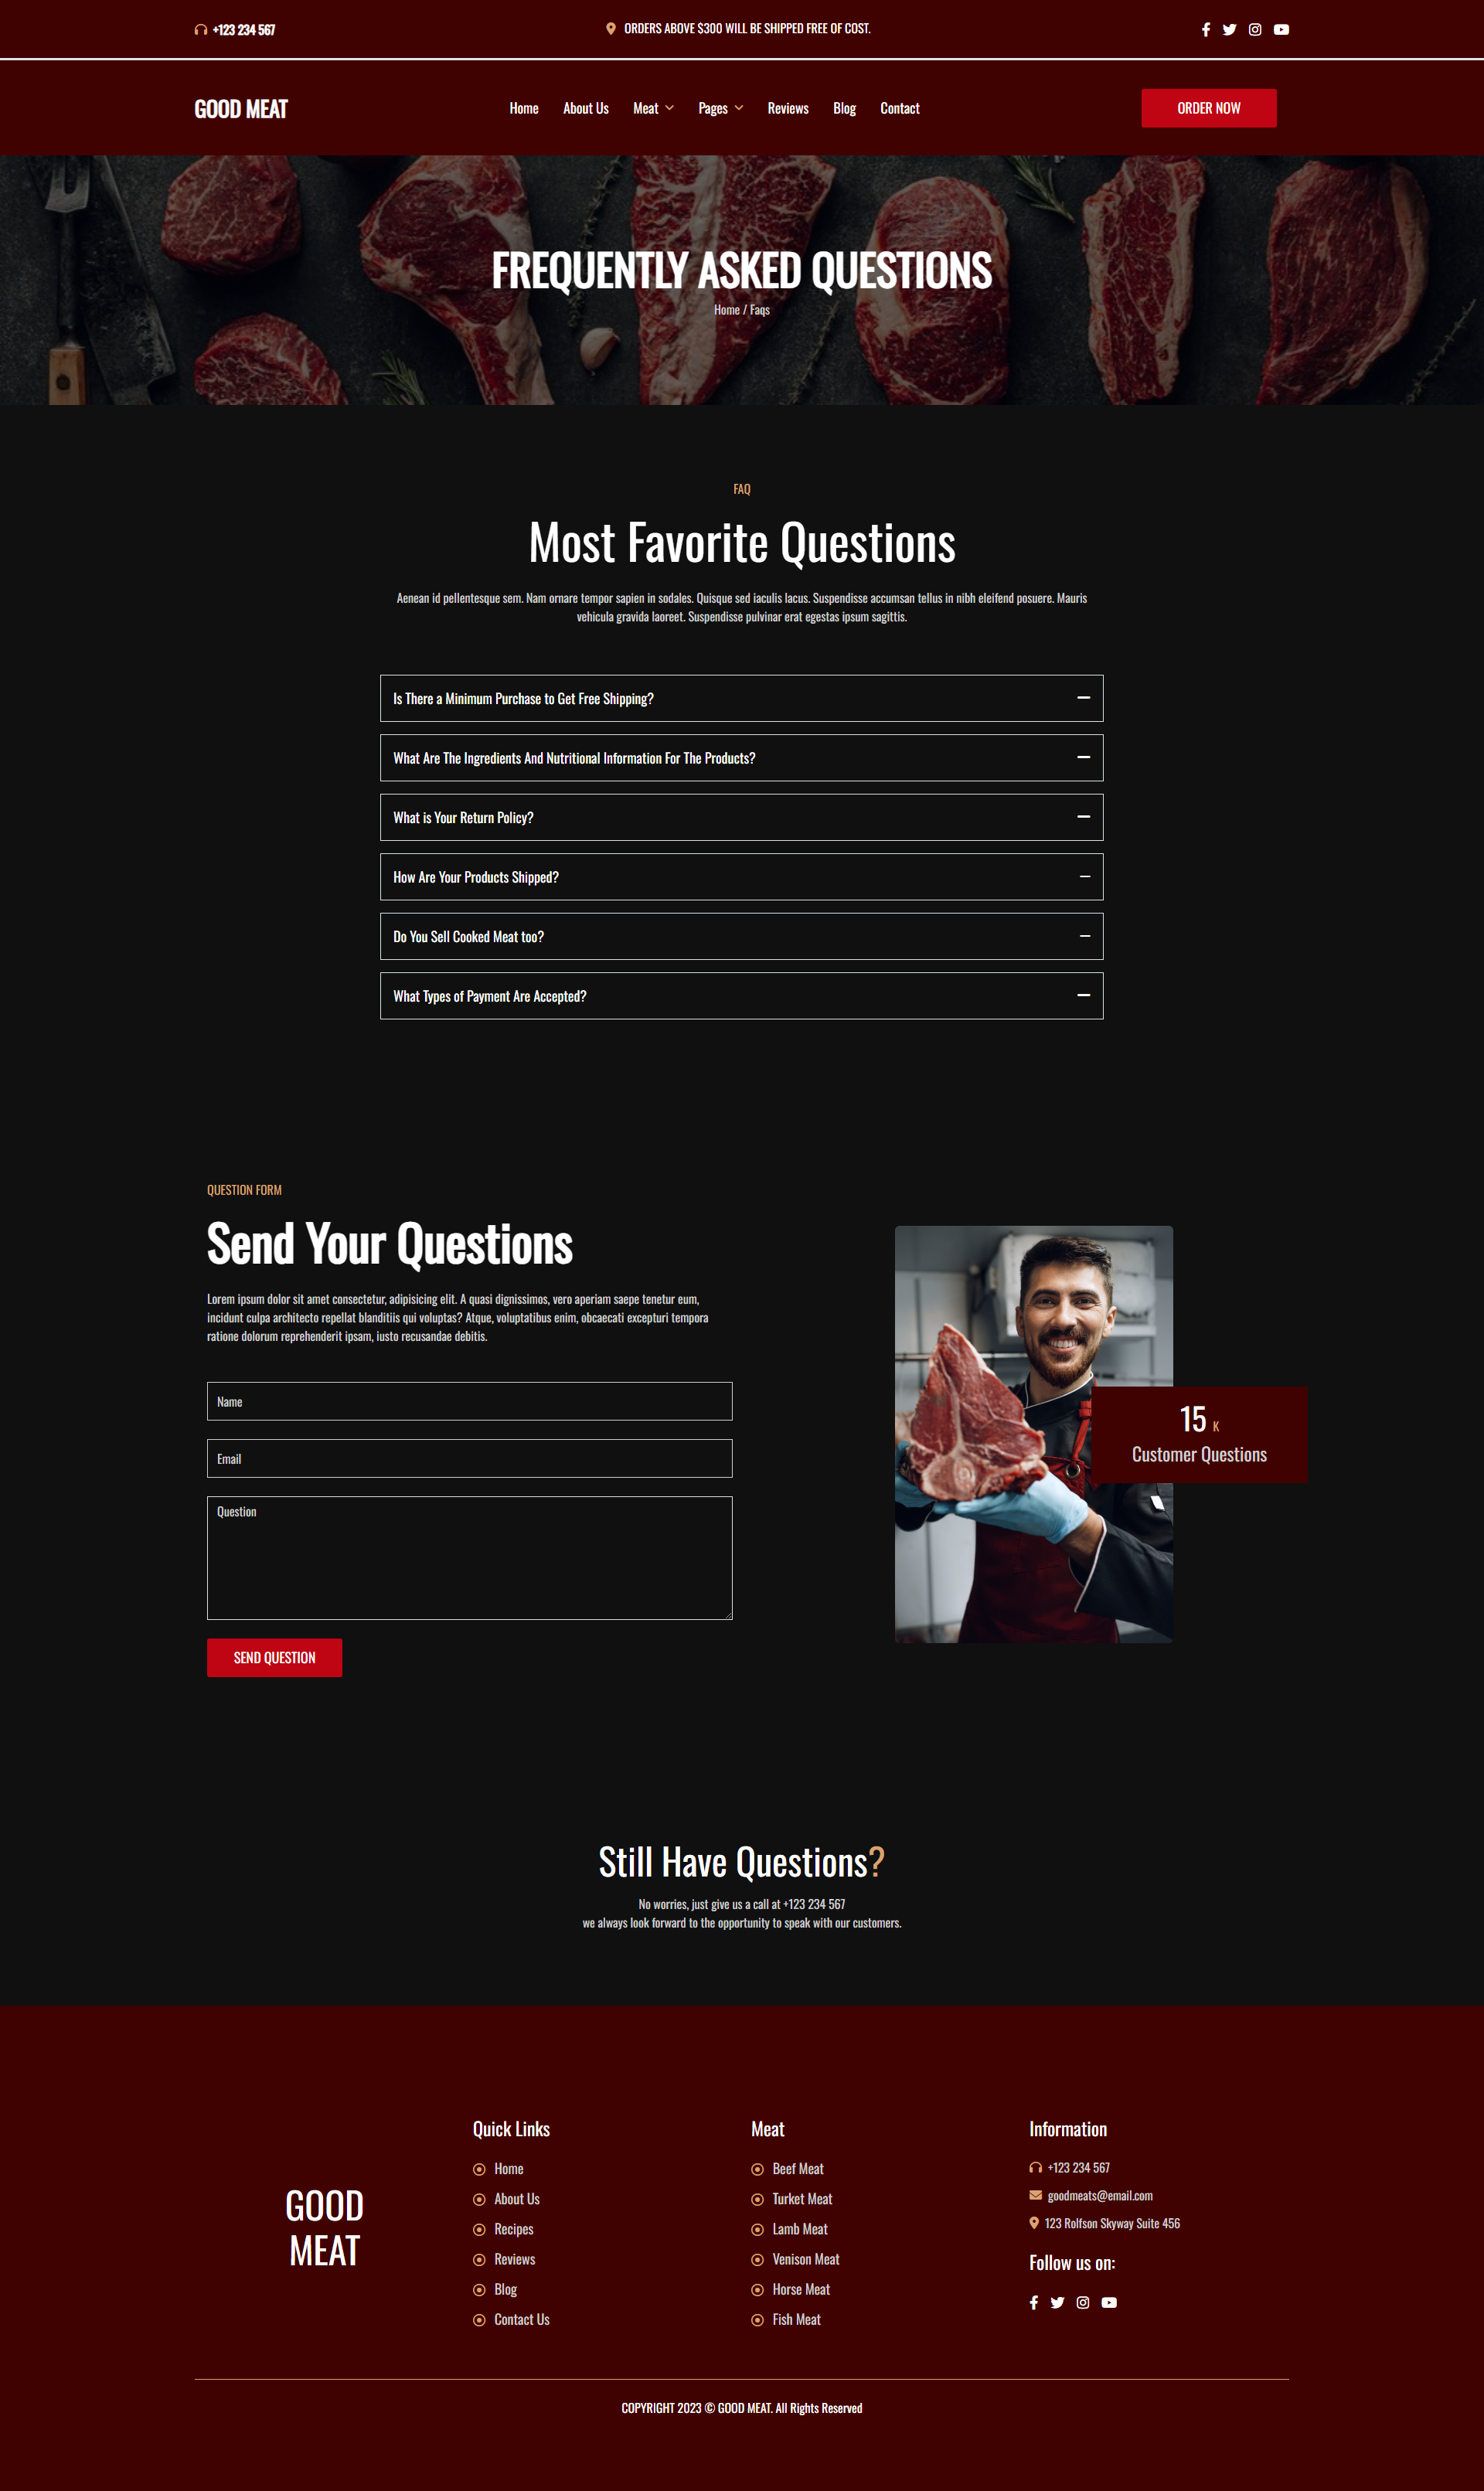 +123 234 567
ORDERS ABOVE $300 WILL BE SHIPPED FREE OF COST.
GOOD MEAT
Home
About Us
Meat
Pages
Reviews
Blog
Contact
ORDER NOW
FREQUENTLY ASKED QUESTIONS
Home / Faqs
FAQ
Most Favorite Questions
Aenean id pellentesque sem. Nam ornare tempor sapien in sodales. Quisque sed iaculis lacus. Suspendisse accumsan tellus in nibh eleifend posuere. Mauris
vehicula gravida laoreet. Suspendisse pulvinar erat egestas ipsum sagittis.
Is There a Minimum Purchase to Get Free Shipping?
What Are The Ingredients And Nutritional Information For The Products?
What is Your Return Policy?
How Are Your Products Shipped?
Do You Sell Cooked Meat too?
What Types of Payment Are Accepted?
QUESTION FORM
Send Your Questions
Lorem ipsum dolor sit amet consectetur, adipisicing elit. A quasi dignissimos, vero aperiam saepe tenetur eum,
incidunt culpa architecto repellat blanditiis qui voluptas? Atque, voluptatibus enim, obcaecati excepturi tempora
ratione dolorum reprehenderit ipsam, iusto recusandae debitis.
Name
Email
Question
SEND QUESTION
15 K
Customer Questions
Still Have Questions?
No worries, just give us a call at +123 234 567
we always look forward to the opportunity to speak with our customers.
GOOD
MEAT
Quick Links
Home
About Us
Recipes
Reviews
Blog
Contact Us
Meat
Beef Meat
Turket Meat
Lamb Meat
Venison Meat
Horse Meat
Fish Meat
Information
+123 234 567
goodmeats@email.com
123 Rolfson Skyway Suite 456
Follow us on:
COPYRIGHT 2023 © GOOD MEAT. All Rights Reserved